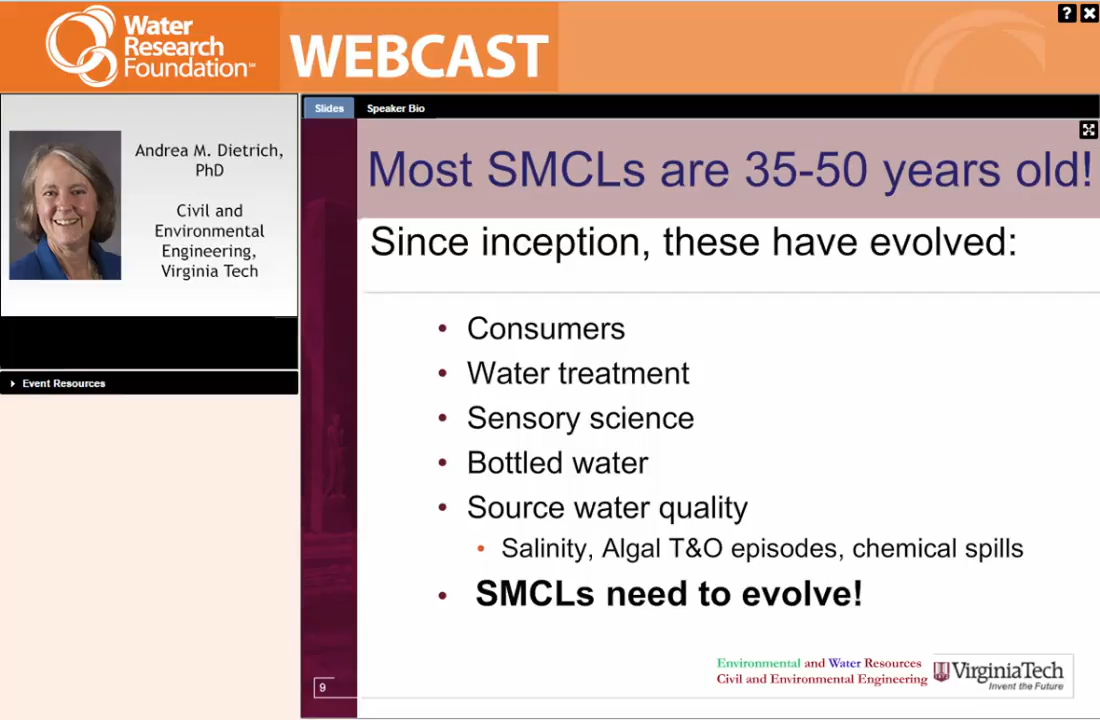 Water
Research
Foundation™
WEBCAST
? ×
Andrea M. Dietrich,
PhD
Civil and
Environmental
Engineering,
Virginia Tech
Event Resources
Slides Speaker Bio
Most SMCLs are 35-50 years old!
Since inception, these have evolved:
• Consumers
• Water treatment
• Sensory science
• Bottled water
• Source water quality
• Salinity, Algal T&O episodes, chemical spills
• SMCLs need to evolve!
Environmental and Water Resources
Civil and Environmental Engineering
VirginiaTech
Invent the Future
9